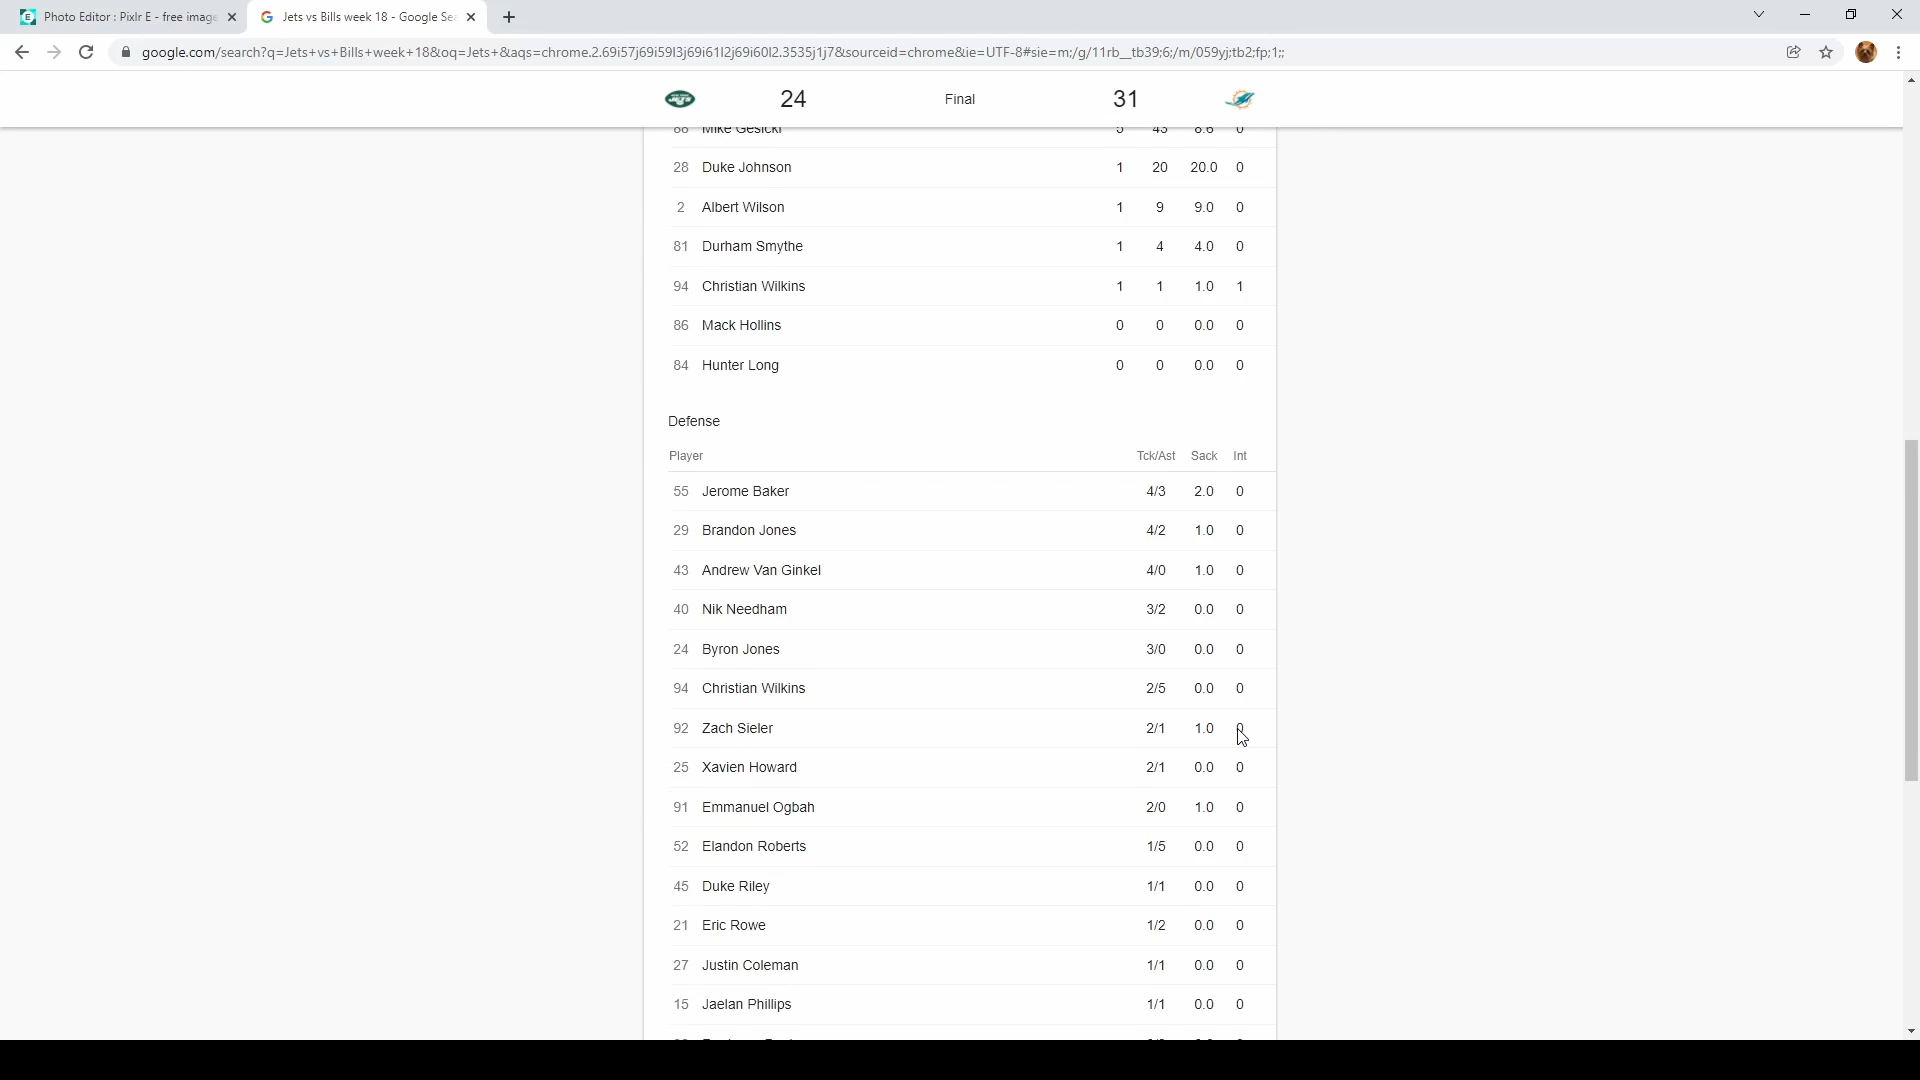 Photo Editor : Pixlr E - free image
Jets vs Bills week 18 - Google Sea
google.com/search?q=Jets+vs+Bills+week+18&oq=Jets+&aqs=chrome.2.69i57j69i59l3j69i61l2j69i60l2.3535j1j7&sourceid=chrome&ie=UTF-8#sie=m;/g/11rb__tb39;6;/m/059yj;tb2;fp;1;;
24 Final 31
88 Mike Gesicki 5 43 8.6 0
28 Duke Johnson 1 20 20.0 0
2 Albert Wilson 1 9 9.0 0
81 Durham Smythe 1 4 4.0 0
94 Christian Wilkins 1 1 1.0 1
86 Mack Hollins 0 0 0.0 0
84 Hunter Long 0 0 0.0 0
Defense
Player Tck/Ast Sack Int
55 Jerome Baker 4/3 2.0 0
29 Brandon Jones 4/2 1.0 0
43 Andrew Van Ginkel 4/0 1.0 0
40 Nik Needham 3/2 0.0 0
24 Byron Jones 3/0 0.0 0
94 Christian Wilkins 2/5 0.0 0
92 Zach Sieler 2/1 1.0 0
25 Xavien Howard 2/1 0.0 0
91 Emmanuel Ogbah 2/0 1.0 0
52 Elandon Roberts 1/5 0.0 0
45 Duke Riley 1/1 0.0 0
21 Eric Rowe 1/2 0.0 0
27 Justin Coleman 1/1 0.0 0
15 Jaelan Phillips 1/1 0.0 0